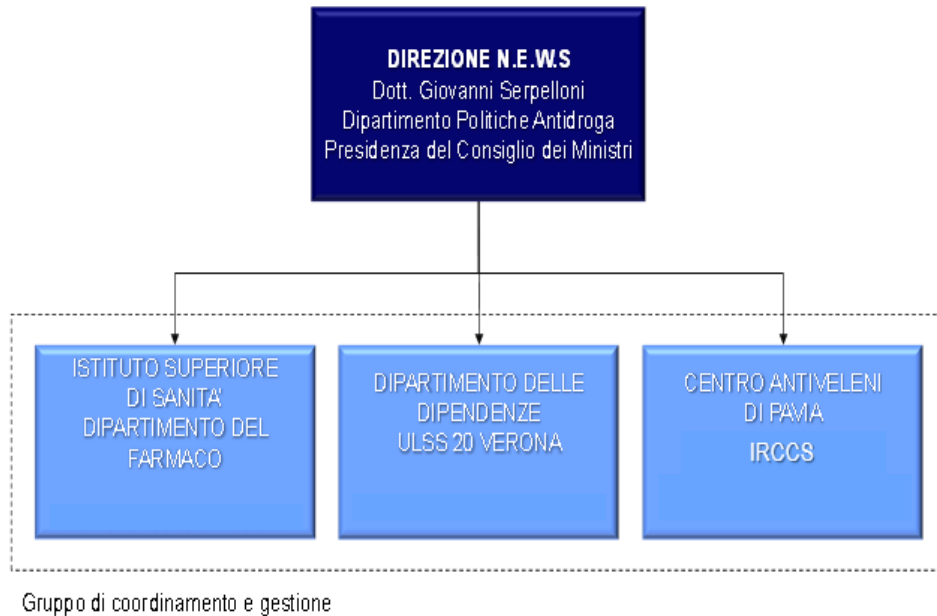 DIREZIONE N.E.W.S
Dott. Giovanni Serpelloni
Dipartimento Politiche Antidroga
Presidenza del Consiglio dei Ministri
ISTITUTO SUPERIORE
DI SANITA'
DIPARTIMENTO DEL
FARMACO
DIPARTIMENTO DELLE
DIPENDENZE
ULSS 20 VERONA
CENTRO ANTIVELENI
DI PAVIA
IRCCS
Gruppo di coordinamento e gestione